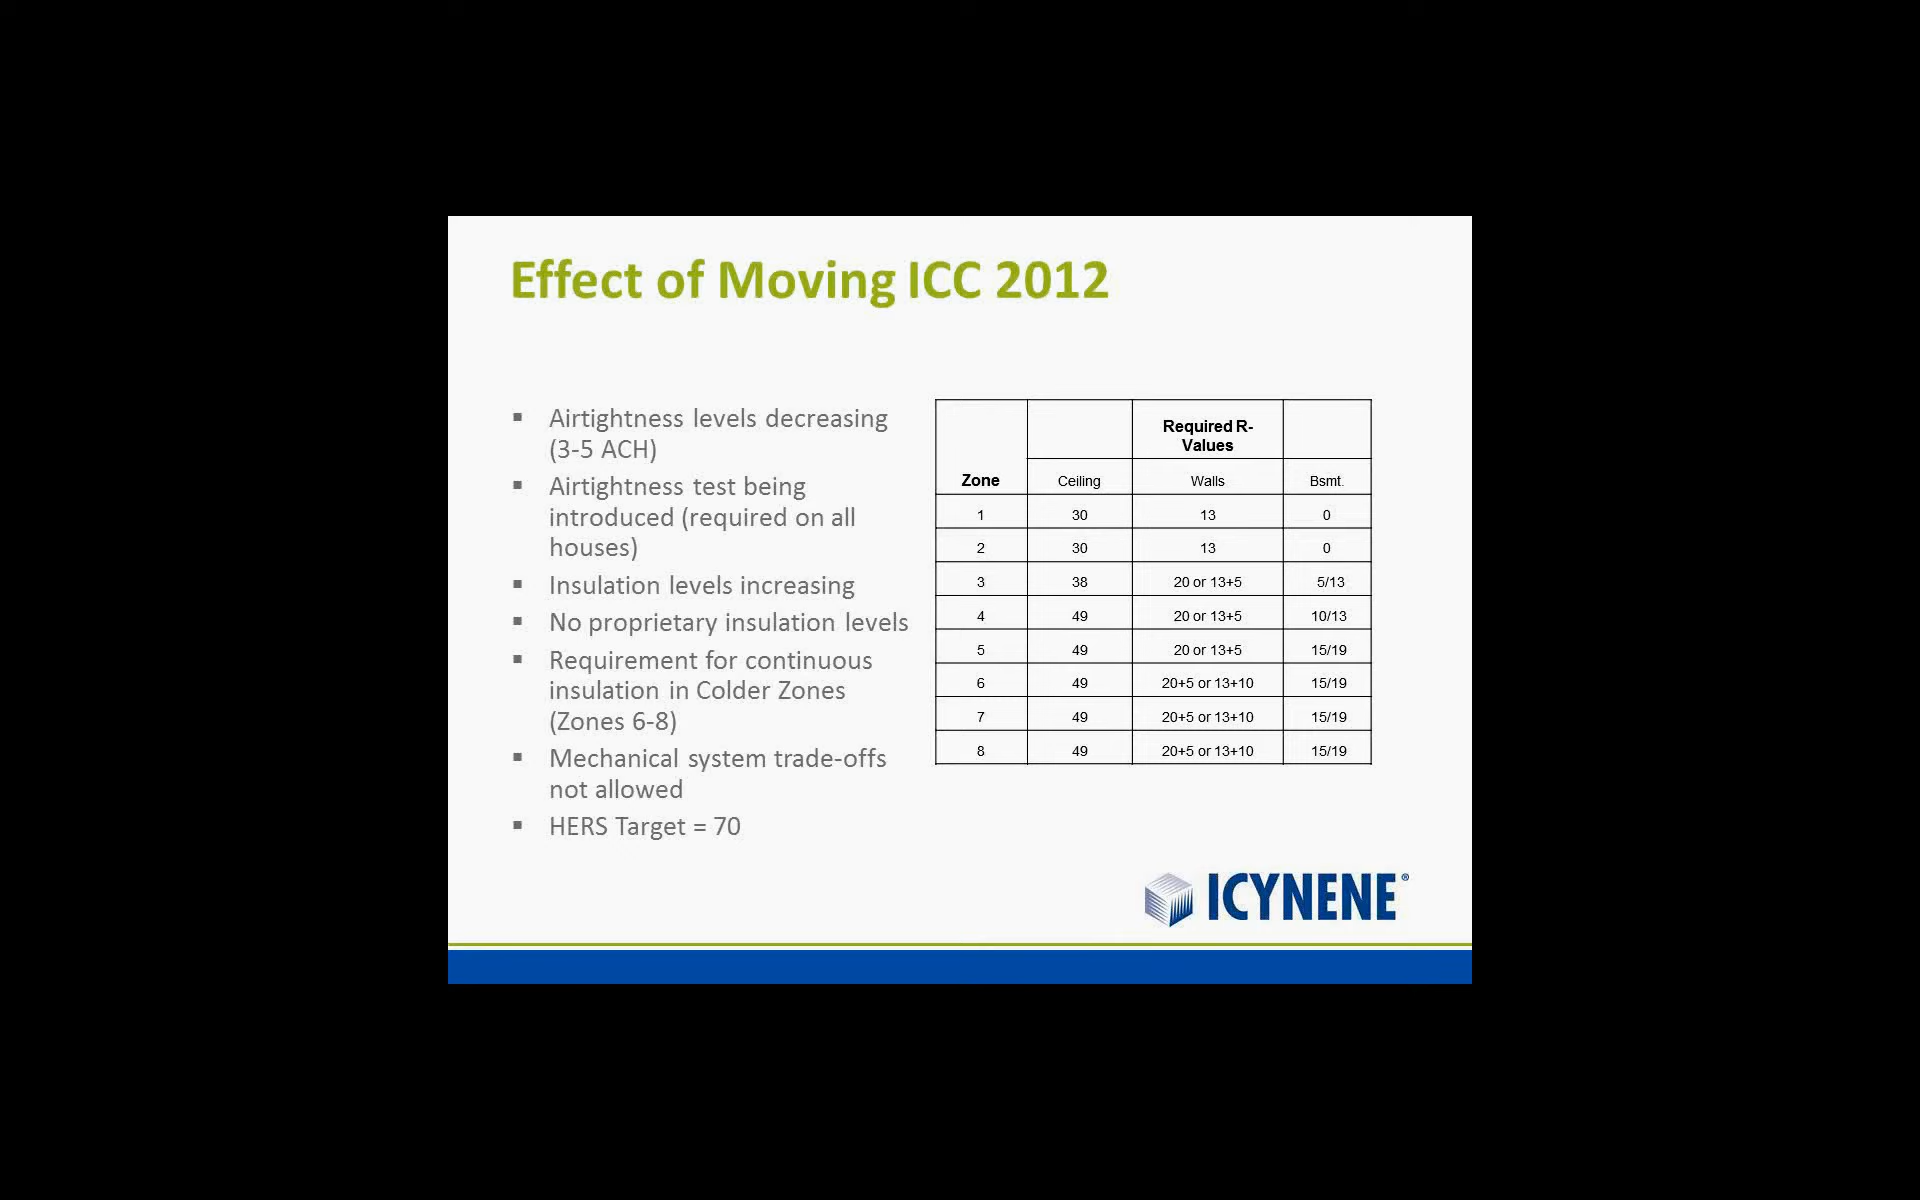 Effect of Moving ICC 2012
▪ Airtightness levels decreasing
(3-5 ACH)
▪ Airtightness test being
introduced (required on all
houses)
▪ Insulation levels increasing
▪ No proprietary insulation levels
▪ Requirement for continuous
insulation in Colder Zones
(Zones 6-8)
▪ Mechanical system trade-offs
not allowed
▪ HERS Target = 70
Required R-
Values
Zone Ceiling Walls Bsmt.
1 30 13 0
2 30 13 0
3 38 20 or 13+5 5/13
4 49 20 or 13+5 10/13
5 49 20 or 13+5 15/19
6 49 20+5 or 13+10 15/19
7 49 20+5 or 13+10 15/19
8 49 20+5 or 13+10 15/19
ICYNENE®